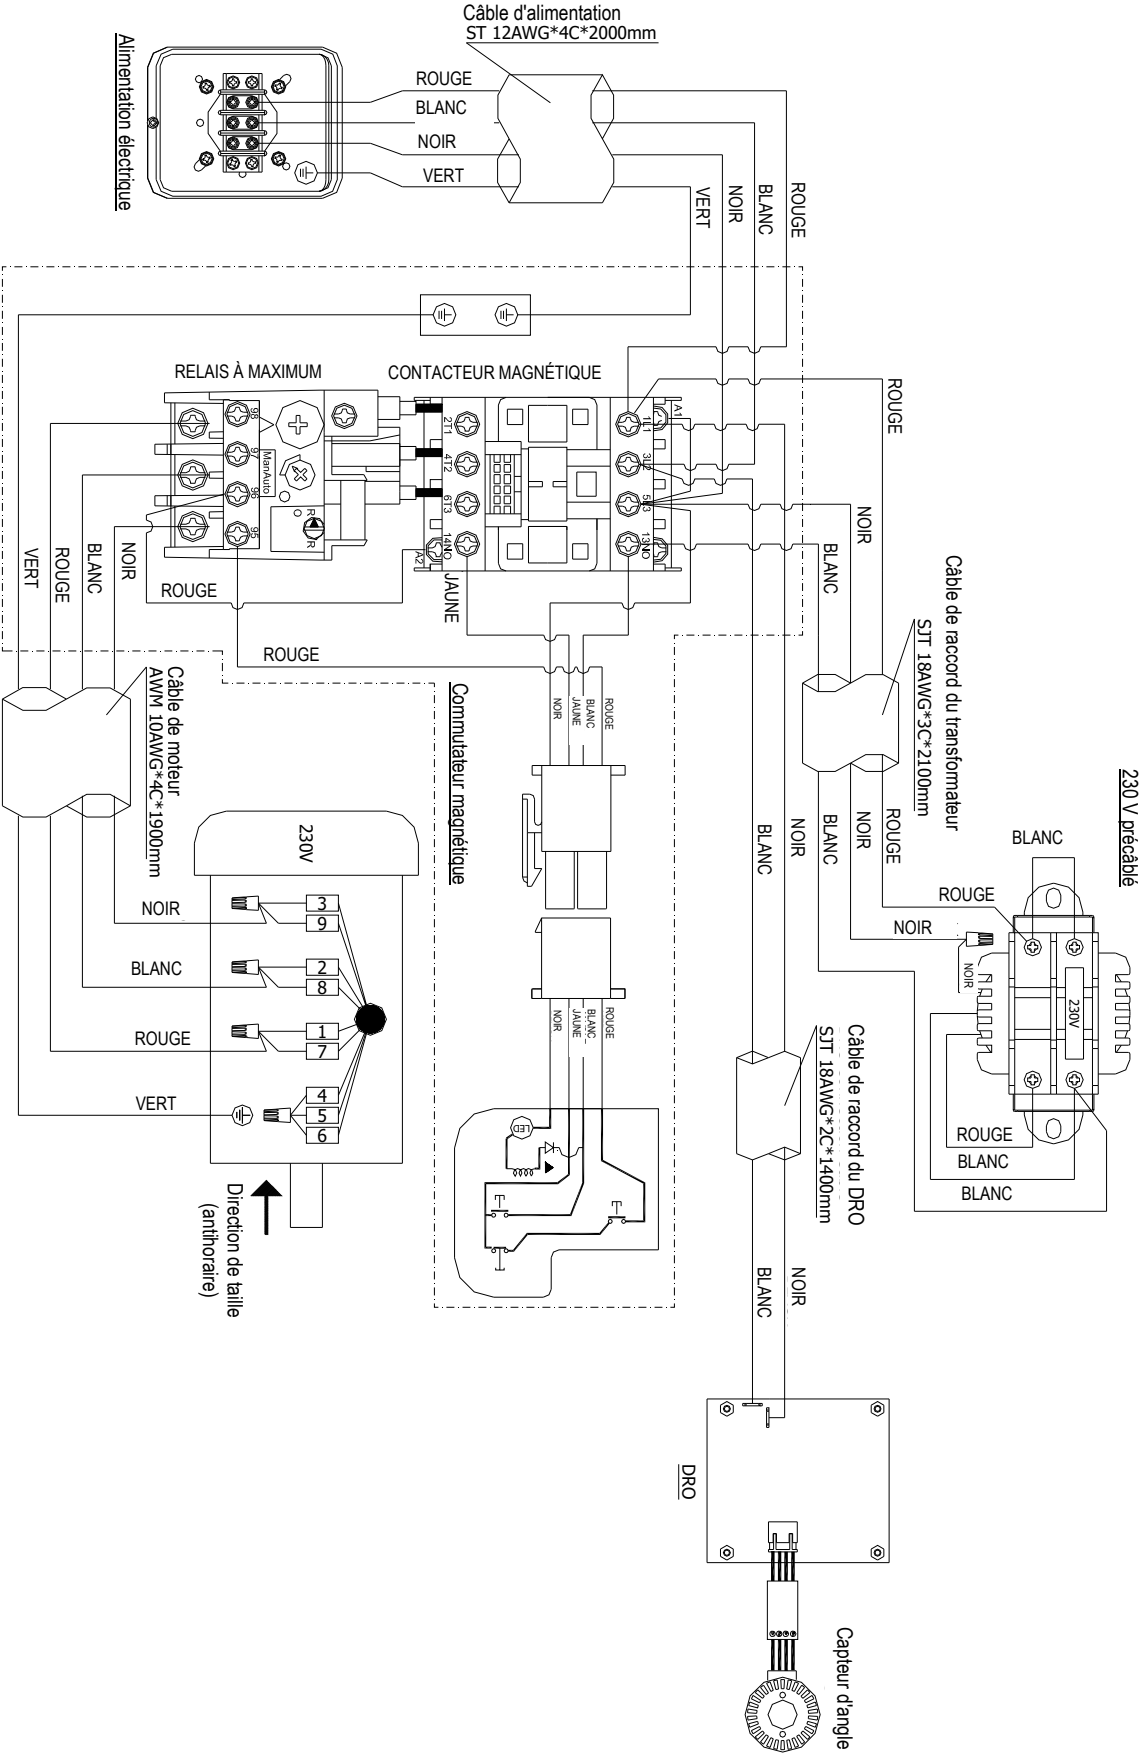 Câble d'alimentation
ST 12AWG*4C*2000mm
Alimentation électrique
ROUGE
BLANC
NOIR
VERT
ROUGE
BLANC
NOIR
VERT
RELAIS À MAXIMUM
CONTACTEUR MAGNÉTIQUE
ROUGE
98
97
96
95
ManAuto
R
R
2T1
4T2
6T3
14NO
A2
A1
1L1
3L2
5L3
13NO
NOIR
BLANC
JAUNE
ROUGE
ROUGE
VERT
ROUGE
BLANC
NOIR
Câble de raccord du transformateur
SJT 18AWG*3C*2100mm
Câble de moteur
AWM 10AWG*4C*1900mm
Commutateur magnétique
NOIR
JAUNE
BLANC
ROUGE
230 V précâblé
BLANC
ROUGE
NOIR
NOIR
230V
ROUGE
NOIR
BLANC
NOIR
BLANC
ROUGE
BLANC
BLANC
230V
3
9
NOIR
2
8
BLANC
1
7
ROUGE
4
5
6
VERT
Direction de taille
(antihoraire)
NOIR
JAUNE
BLANC
ROUGE
LED
Câble de raccord du DRO
SJT 18AWG*2C*1400mm
NOIR
BLANC
DRO
Capteur d'angle